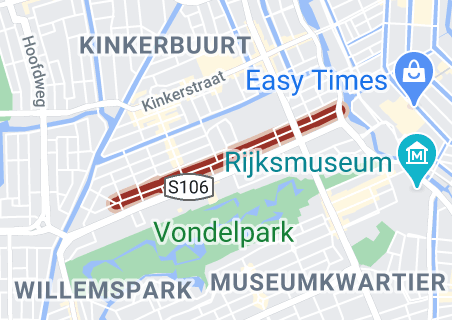 Hoofdweg
KINKERBUURT
Kinkerstraat
Easy Times
Rijksmuseum
S106
Vondelpark
WILLEMSPARK
MUSEUMKWARTIER